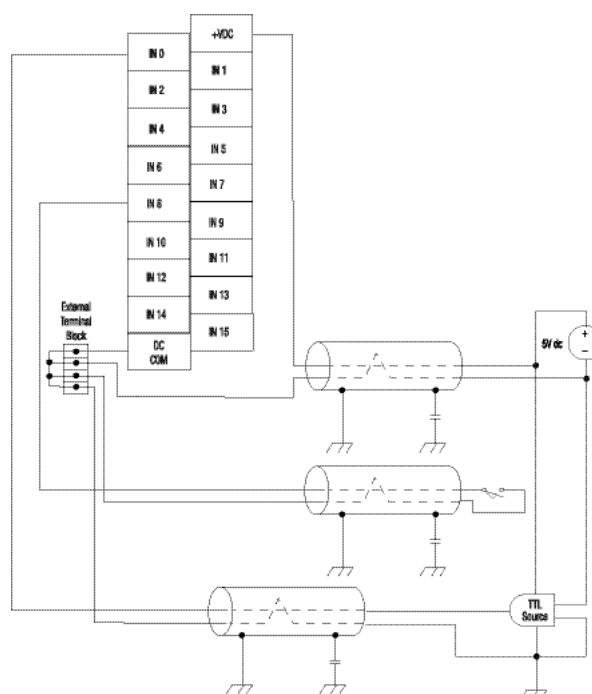 +VDC
IN 0
IN 1
IN 2
IN 3
IN 4
IN 5
IN 6
IN 7
IN 8
IN 9
IN 10
IN 11
IN 12
IN 13
IN 14
IN 15
DC
COM
External
Terminal
Block
5V dc
+
−
TTL
Source